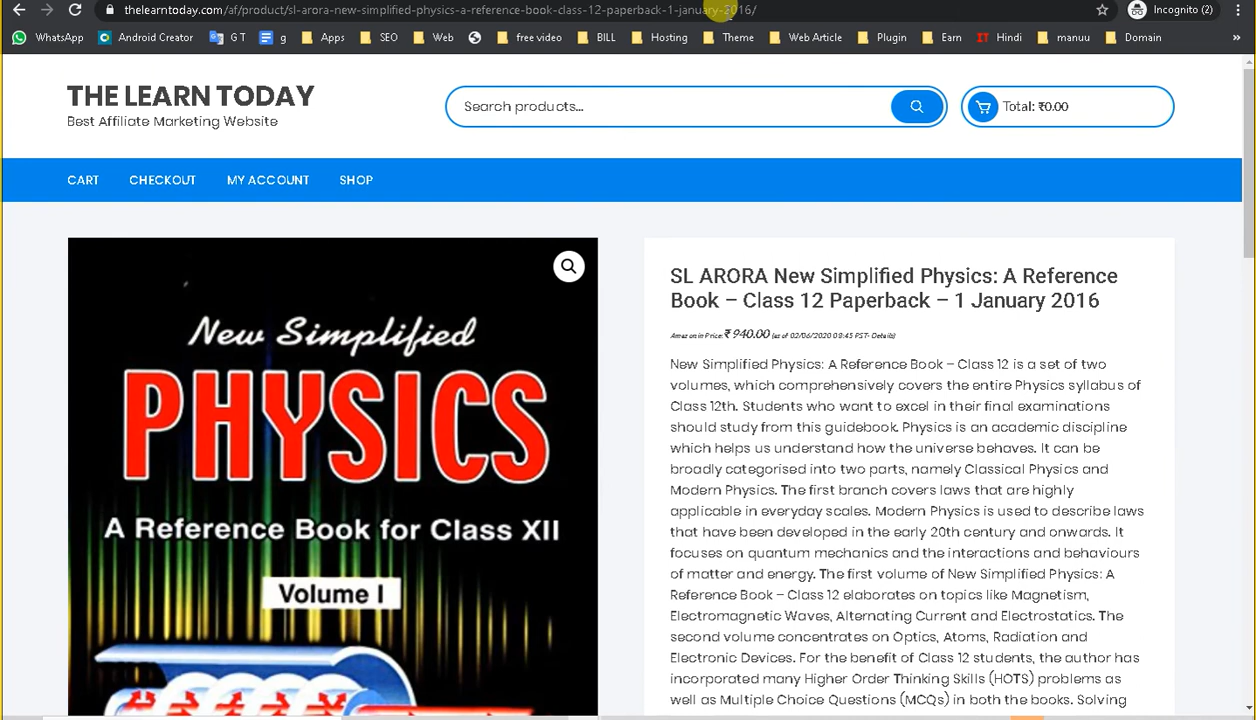 thelearntoday.com/af/product/sl-arora-new-simplified-physics-a-reference-book-class-12-paperback-1-january-2016/
Incognito (2)
WhatsApp
Android Creator
G T
g
Apps
SEO
Web
free video
BILL
Hosting
Theme
Web Article
Plugin
Earn
Hindi
manuu
Domain
»
THE LEARN TODAY
Best Affiliate Marketing Website
Search products...
Total: ₹0.00
CART
CHECKOUT
MY ACCOUNT
SHOP
New Simplified
PHYSICS
A Reference Book for Class XII
Volume I
SL ARORA New Simplified Physics: A Reference
Book – Class 12 Paperback – 1 January 2016
Amazon.in Price: ₹ 940.00 (as of 02/06/2020 08:45 PST- Details)
New Simplified Physics: A Reference Book – Class 12 is a set of two
volumes, which comprehensively covers the entire Physics syllabus of
Class 12th. Students who want to excel in their final examinations
should study from this guidebook. Physics is an academic discipline
which helps us understand how the universe behaves. It can be
broadly categorised into two parts, namely Classical Physics and
Modern Physics. The first branch covers laws that are highly
applicable in everyday scales. Modern Physics is used to describe laws
that have been developed in the early 20th century and onwards. It
focuses on quantum mechanics and the interactions and behaviours
of matter and energy. The first volume of New Simplified Physics: A
Reference Book – Class 12 elaborates on topics like Magnetism,
Electromagnetic Waves, Alternating Current and Electrostatics. The
second volume concentrates on Optics, Atoms, Radiation and
Electronic Devices. For the benefit of Class 12 students, the author has
incorporated many Higher Order Thinking Skills (HOTS) problems as
well as Multiple Choice Questions (MCQs) in both the books. Solving